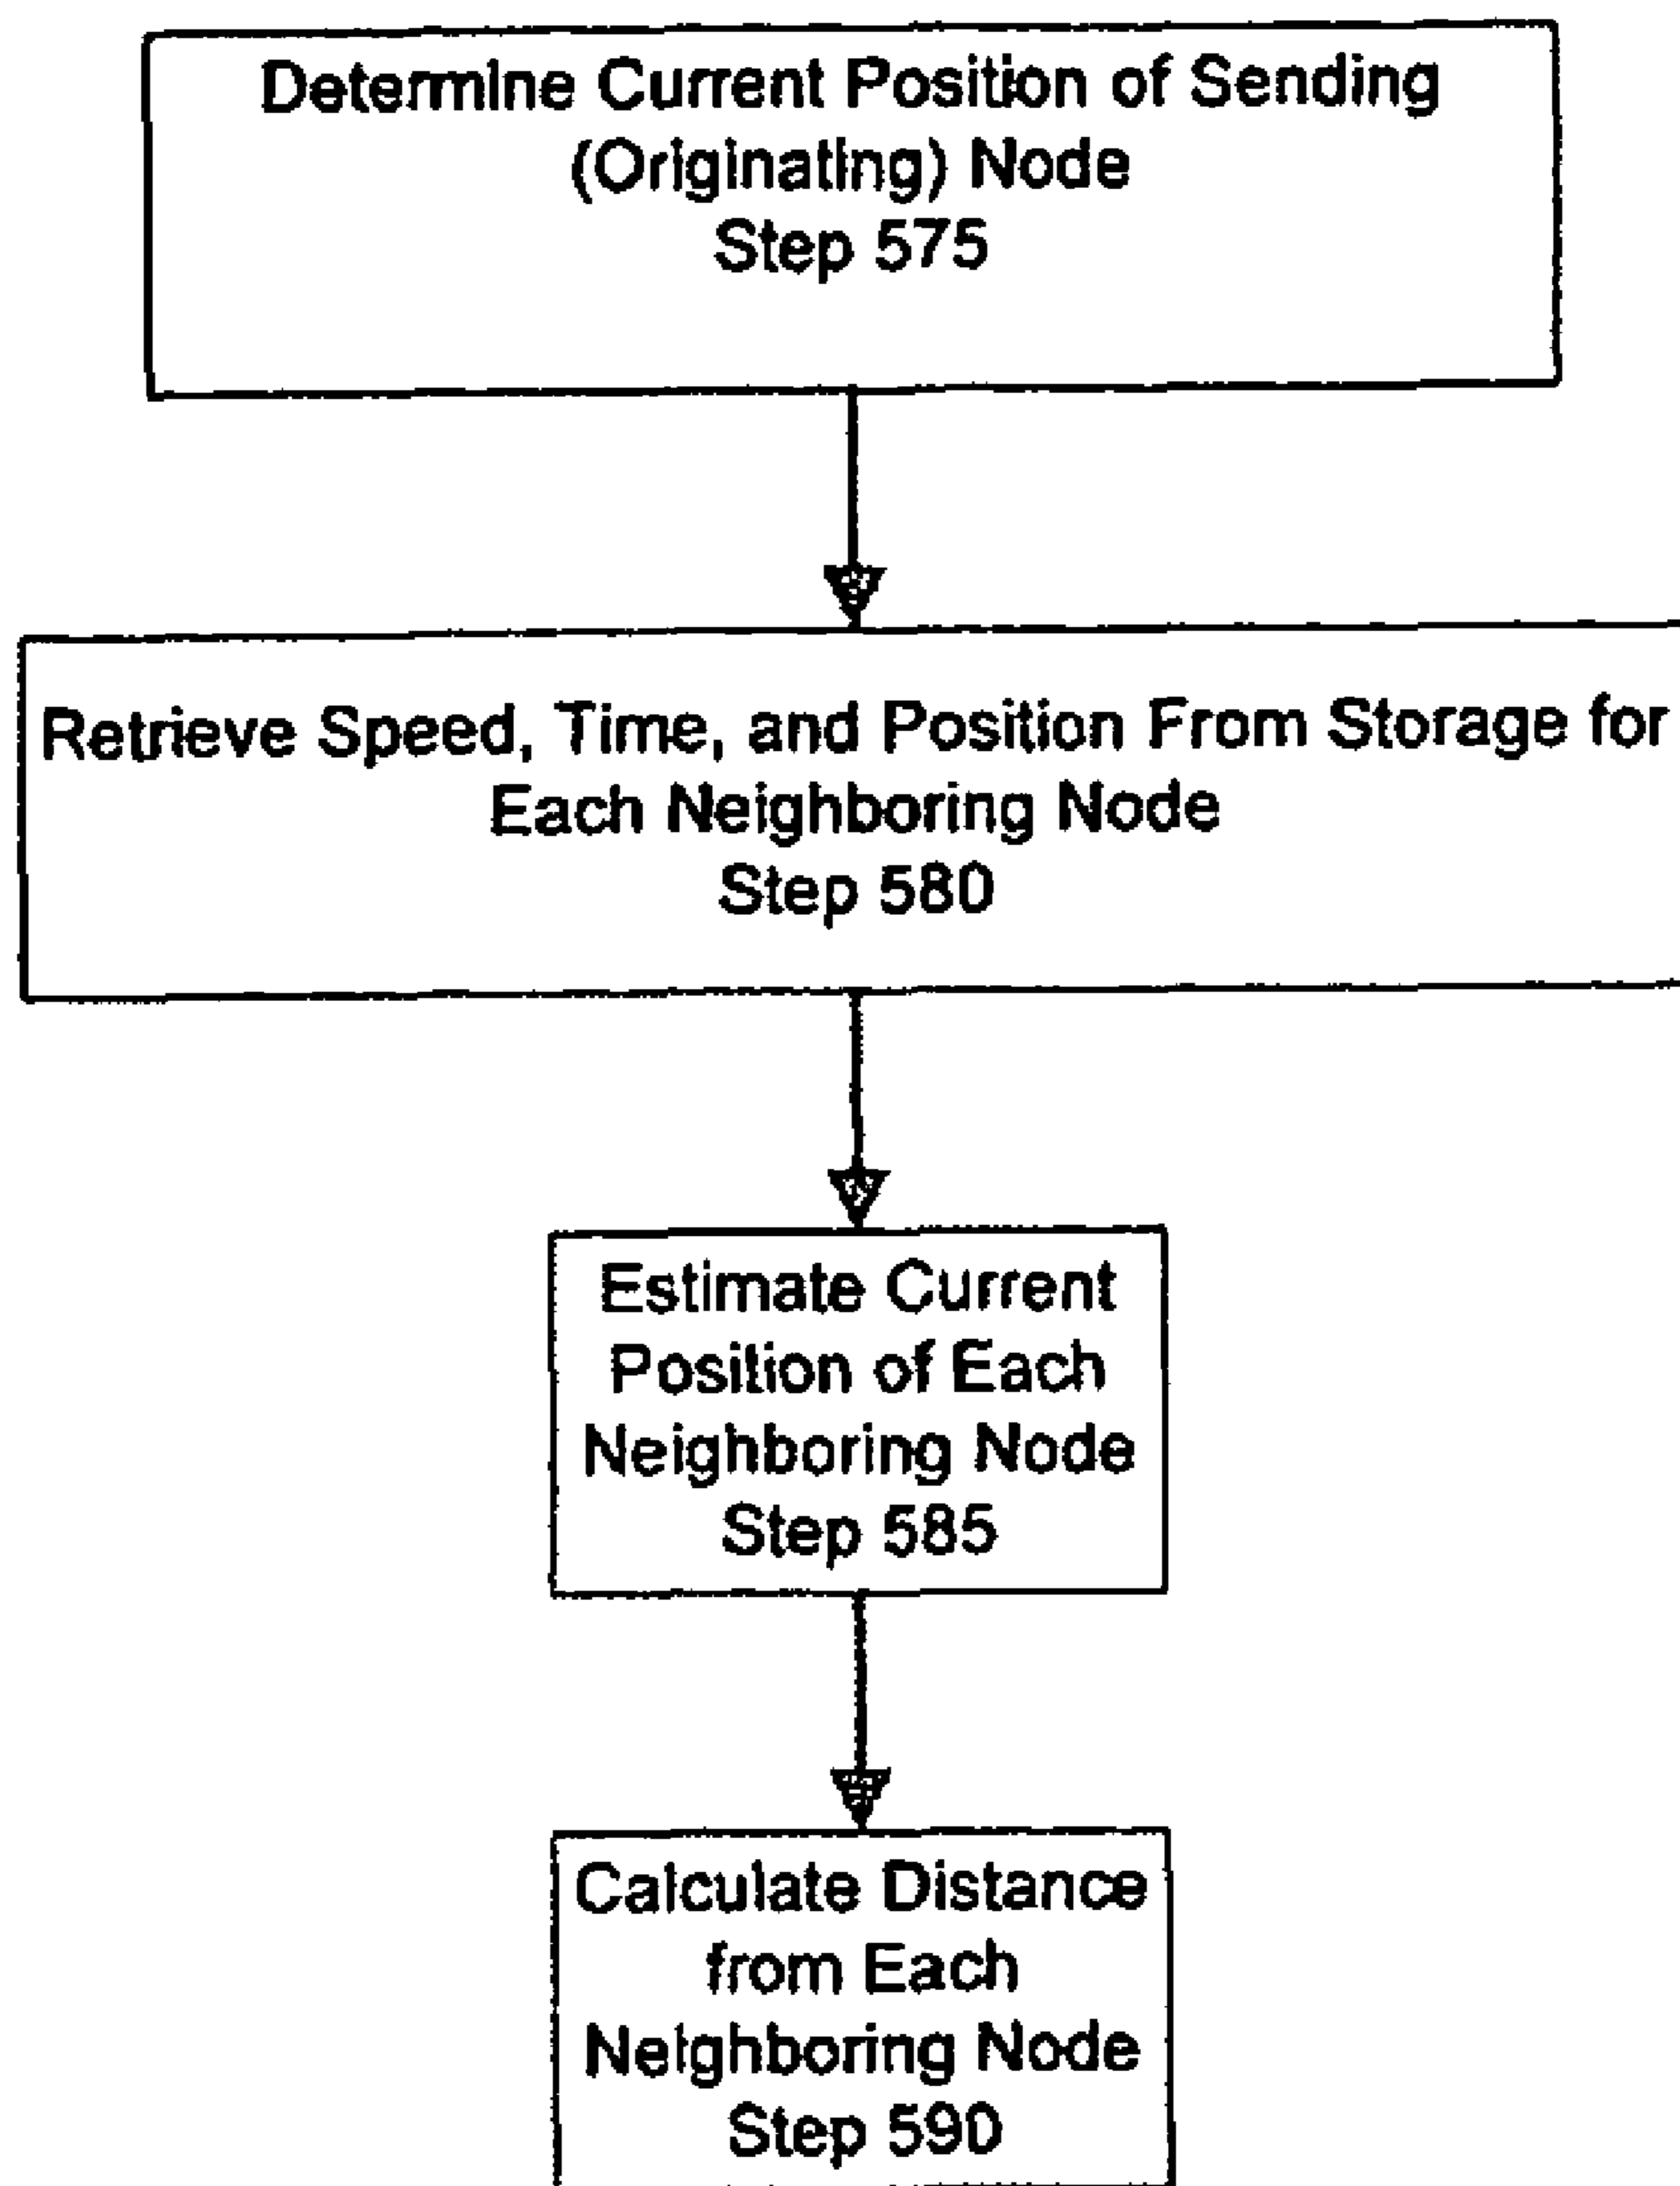 Determine Current Position of Sending
(Originating) Node
Step 575
Retrieve Speed, Time, and Position From Storage for
Each Neighboring Node
Step 580
Estimate Current
Position of Each
Neighboring Node
Step 585
Calculate Distance
from Each
Neighboring Node
Step 590